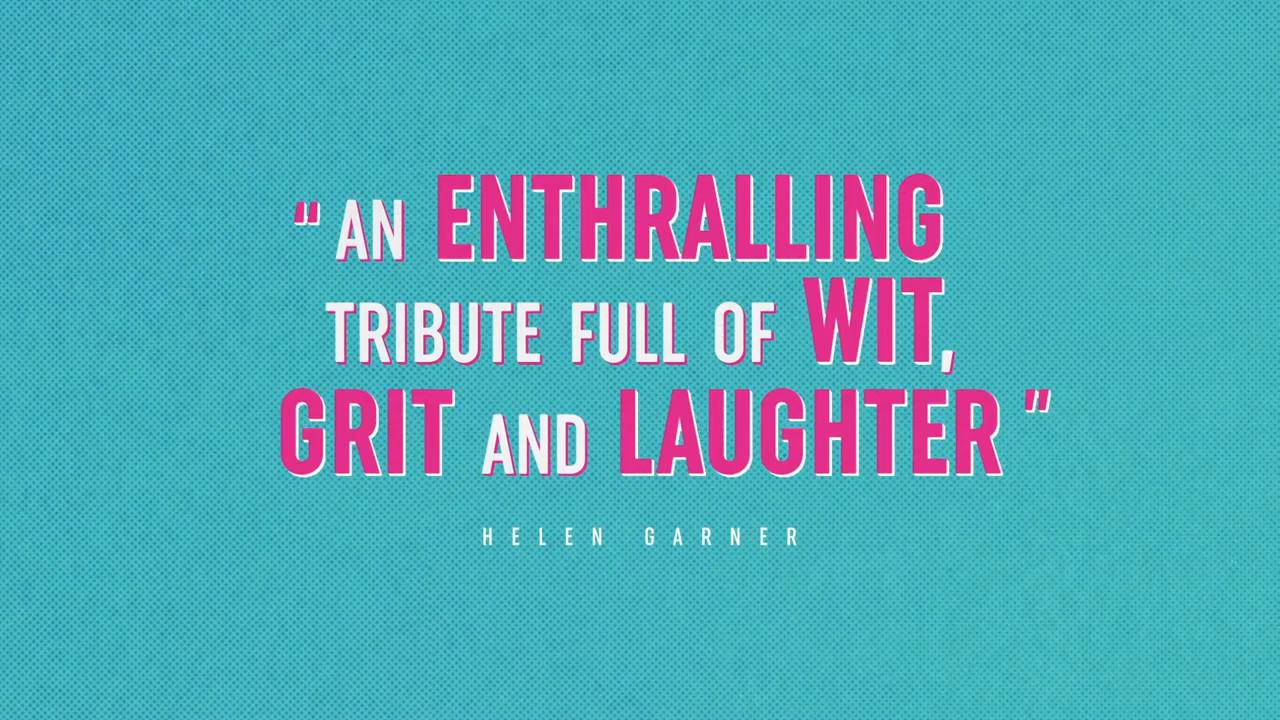 " AN ENTHRALLING
TRIBUTE FULL OF WIT,
GRIT AND LAUGHTER "
HELEN GARNER